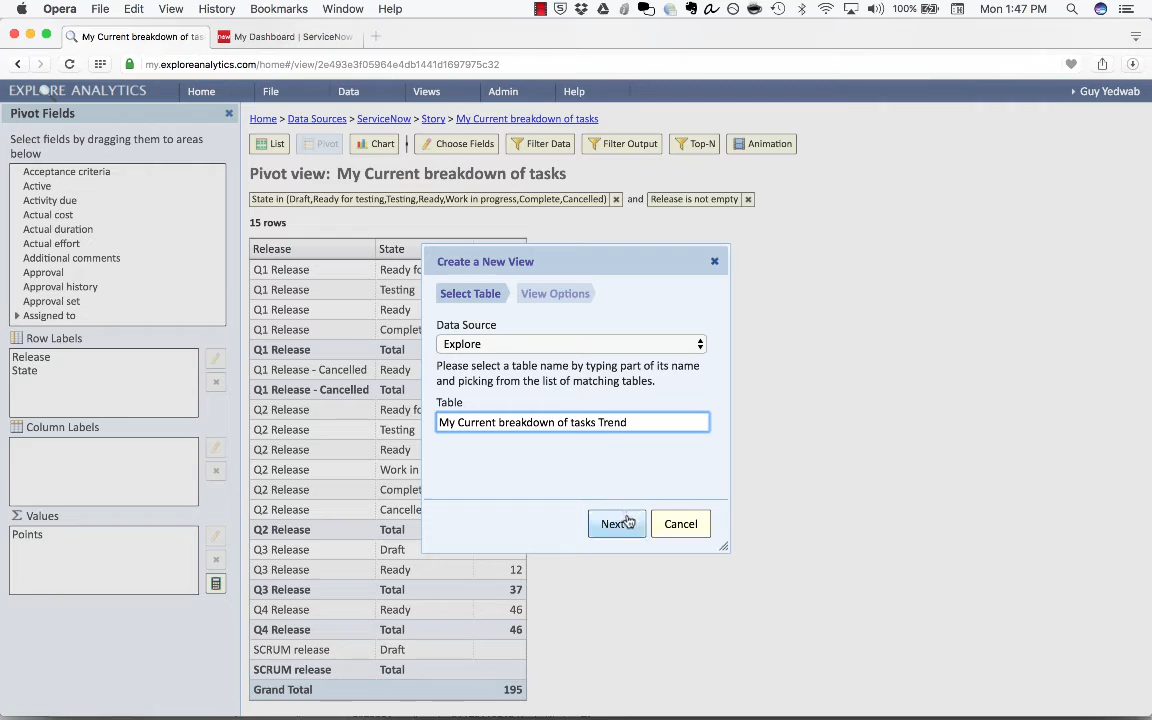 Opera File Edit View History Bookmarks Window Help 100% Mon 1:47 PM
My Current breakdown of tas My Dashboard | ServiceNow
my.exploreanalytics.com/home#/view/2e493e3f05964e4db1441d1697975c32
EXPLORE ANALYTICS Home File Data Views Admin Help Guy Yedwab
Pivot Fields
Select fields by dragging them to areas
below
Acceptance criteria
Active
Activity due
Actual cost
Actual duration
Actual effort
Additional comments
Approval
Approval history
Approval set
Assigned to
Row Labels
Release
State
Column Labels
Σ Values
Points
Home > Data Sources > ServiceNow > Story > My Current breakdown of tasks
List Pivot Chart Choose Fields Filter Data Filter Output Top-N Animation
Pivot view: My Current breakdown of tasks
State in (Draft,Ready for testing,Testing,Ready,Work in progress,Complete,Cancelled) and Release is not empty
15 rows
Release State
Q1 Release Ready fo
Q1 Release Testing
Q1 Release Ready
Q1 Release Complet
Q1 Release Total
Q1 Release - Cancelled Ready
Q1 Release - Cancelled Total
Q2 Release Ready fo
Q2 Release Testing
Q2 Release Ready
Q2 Release Work in
Q2 Release Complet
Q2 Release Cancelle
Q2 Release Total
Q3 Release Draft
Q3 Release Ready 12
Q3 Release Total 37
Q4 Release Ready 46
Q4 Release Total 46
SCRUM release Draft
SCRUM release Total
Grand Total 195
Create a New View
Select Table View Options
Data Source
Explore
Please select a table name by typing part of its name
and picking from the list of matching tables.
Table
My Current breakdown of tasks Trend
Next Cancel